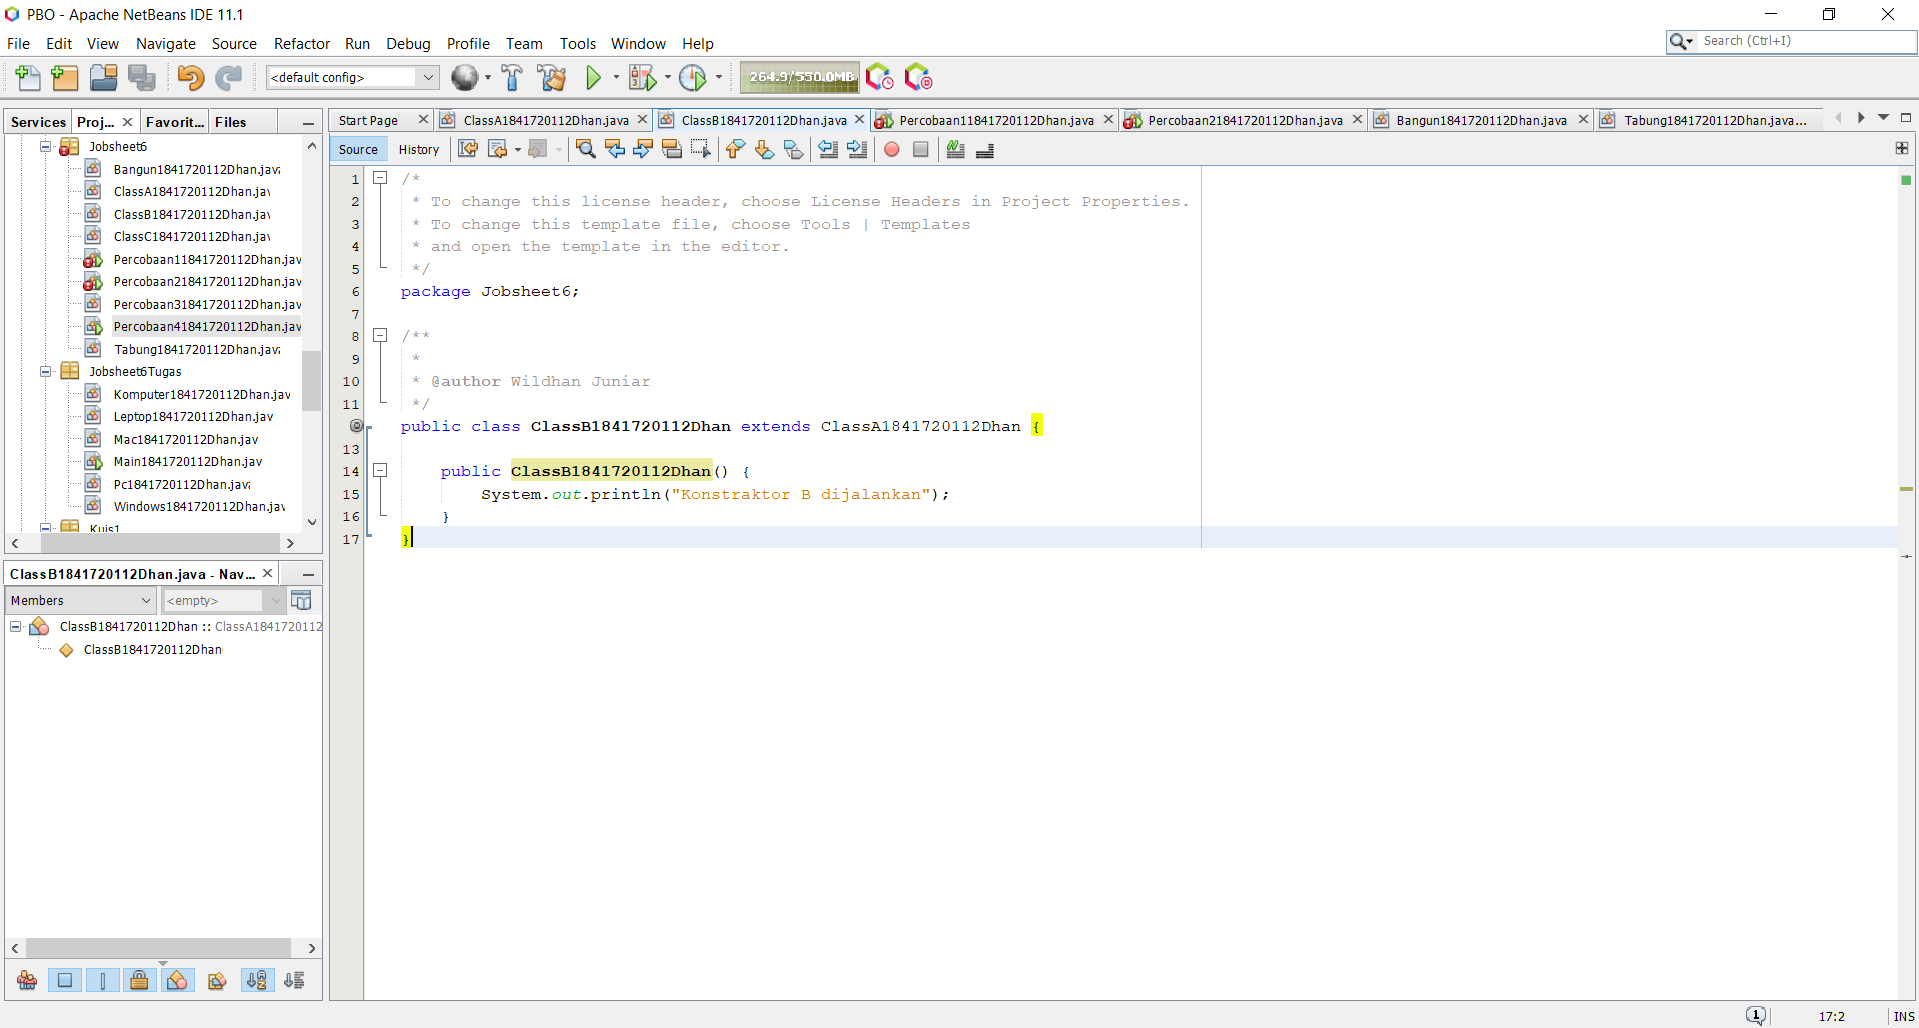 PBO - Apache NetBeans IDE 11.1
File Edit View Navigate Source Refactor Run Debug Profile Team Tools Window Help
Search (Ctrl+I)
<default config>
264.9/550.0MB
Services Proj... Favorit... Files
Jobsheet6
Bangun1841720112Dhan.java
ClassA1841720112Dhan.jav
ClassB1841720112Dhan.jav
ClassC1841720112Dhan.jav
Percobaan11841720112Dhan.jav
Percobaan21841720112Dhan.jav
Percobaan31841720112Dhan.jav
Percobaan41841720112Dhan.jav
Tabung1841720112Dhan.java
Jobsheet6Tugas
Komputer1841720112Dhan.jav
Leptop1841720112Dhan.jav
Mac1841720112Dhan.jav
Main1841720112Dhan.jav
Pc1841720112Dhan.java
Windows1841720112Dhan.jav
Kuis1
ClassB1841720112Dhan.java - Nav...
Members <empty>
ClassB1841720112Dhan :: ClassA1841720112
ClassB1841720112Dhan
Start Page ClassA1841720112Dhan.java ClassB1841720112Dhan.java Percobaan11841720112Dhan.java Percobaan21841720112Dhan.java Bangun1841720112Dhan.java Tabung1841720112Dhan.java...
Source History
1 /*
2 * To change this license header, choose License Headers in Project Properties.
3 * To change this template file, choose Tools | Templates
4 * and open the template in the editor.
5 */
6 package Jobsheet6;
7
8 /**
9 *
10 * @author Wildhan Juniar
11 */
public class ClassB1841720112Dhan extends ClassA1841720112Dhan {
13
14 public ClassB1841720112Dhan() {
15 System.out.println("Konstraktor B dijalankan");
16 }
17 }
1 17:2 INS